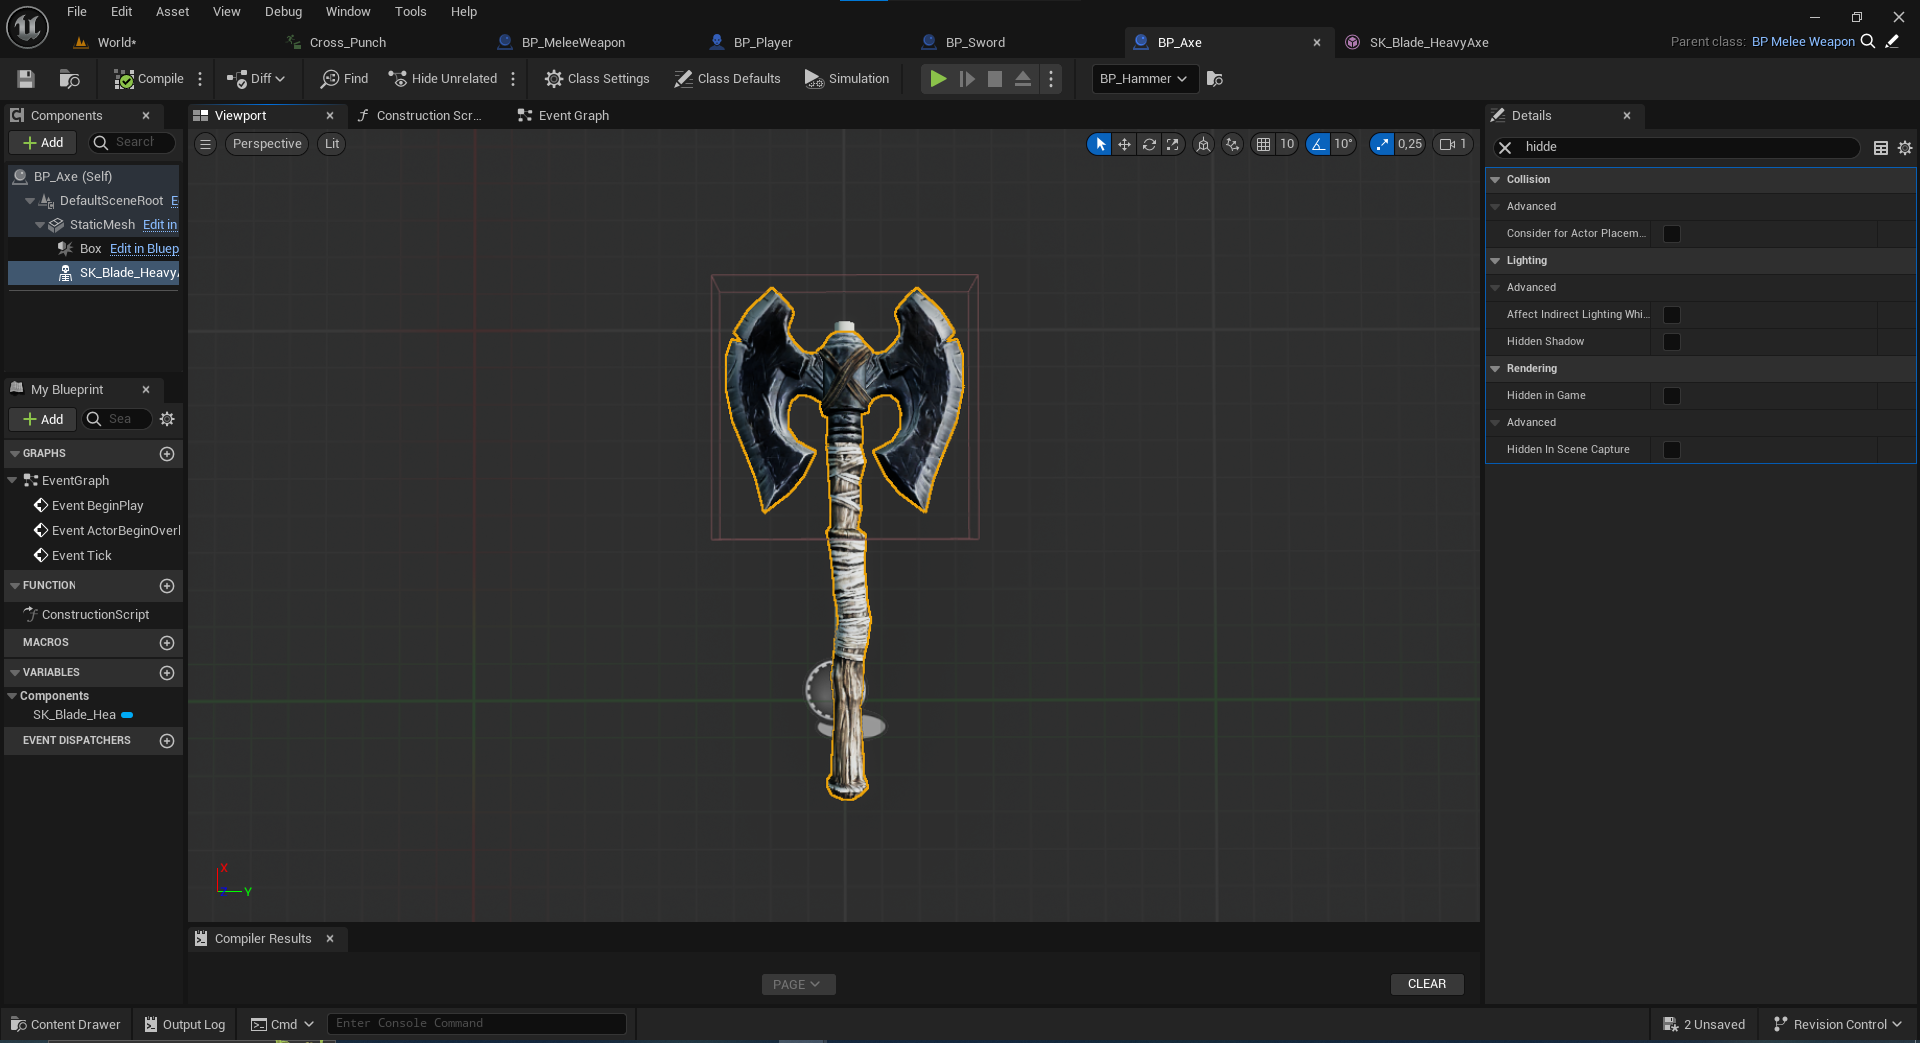 File Edit Asset View Debug Window Tools Help
World* Cross_Punch BP_MeleeWeapon BP_Player BP_Sword BP_Axe SK_Blade_HeavyAxe Parent class: BP Melee Weapon
Compile Diff Find Hide Unrelated Class Settings Class Defaults Simulation BP_Hammer
Components
Add Search
BP_Axe (Self)
DefaultSceneRoot E
StaticMesh Edit in
Box Edit in Bluep
SK_Blade_Heavy
My Blueprint
Add Sea
GRAPHS
EventGraph
Event BeginPlay
Event ActorBeginOverl
Event Tick
FUNCTION
ConstructionScript
MACROS
VARIABLES
Components
SK_Blade_Hea
EVENT DISPATCHERS
Viewport Construction Scr... Event Graph
Perspective Lit 10 10° 0,25 1
X
Y
Compiler Results
PAGE CLEAR
Details
hidde
Collision
Advanced
Consider for Actor Placem...
Lighting
Advanced
Affect Indirect Lighting Whi...
Hidden Shadow
Rendering
Hidden in Game
Advanced
Hidden In Scene Capture
Content Drawer Output Log Cmd Enter Console Command 2 Unsaved Revision Control